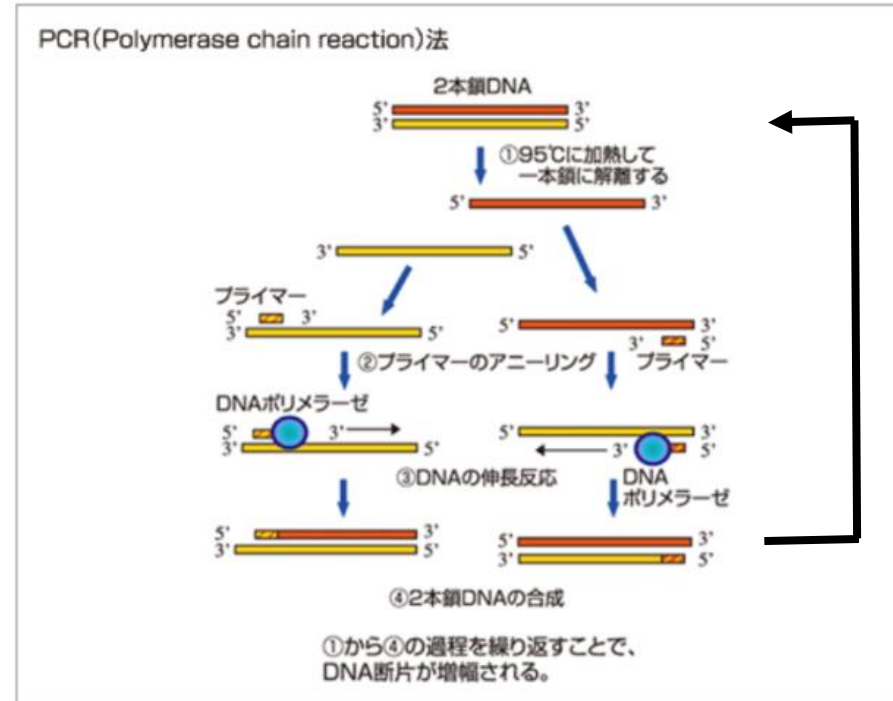 PCR(Polymerase chain reaction)法
2本鎖DNA
5' 3'
3' 5'
①95℃に加熱して
一本鎖に解離する
5' 3'
3' 5'
プライマー
5' 3'
3' 5'
5' 3'
3' 5'
プライマー
②プライマーのアニーリング
DNAポリメラーゼ
5' 3'
3' 5'
5' 3'
3' 5'
DNA
ポリメラーゼ
③DNAの伸長反応
5' 3'
3' 5'
5' 3'
3' 5'
④2本鎖DNAの合成
①から④の過程を繰り返すことで、
DNA断片が増幅される。